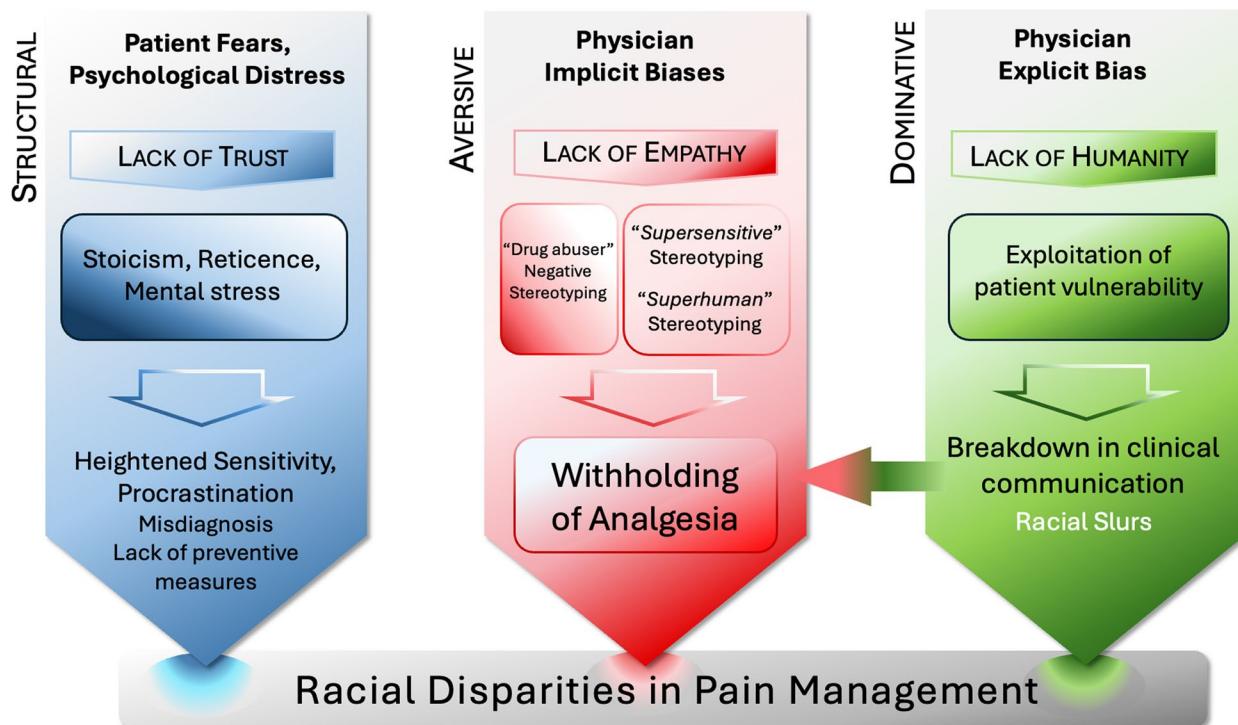 STRUCTURAL
Patient Fears,
Psychological Distress
LACK OF TRUST
Stoicism, Reticence,
Mental stress
Heightened Sensitivity,
Procrastination
Misdiagnosis
Lack of preventive
measures
AVERSIVE
Physician
Implicit Biases
LACK OF EMPATHY
“Drug abuser”
Negative
Stereotyping
“Supersensitive”
Stereotyping
“Superhuman”
Stereotyping
Withholding
of Analgesia
DOMINATIVE
Physician
Explicit Bias
LACK OF HUMANITY
Exploitation of
patient vulnerability
Breakdown in clinical
communication
Racial Slurs
Racial Disparities in Pain Management